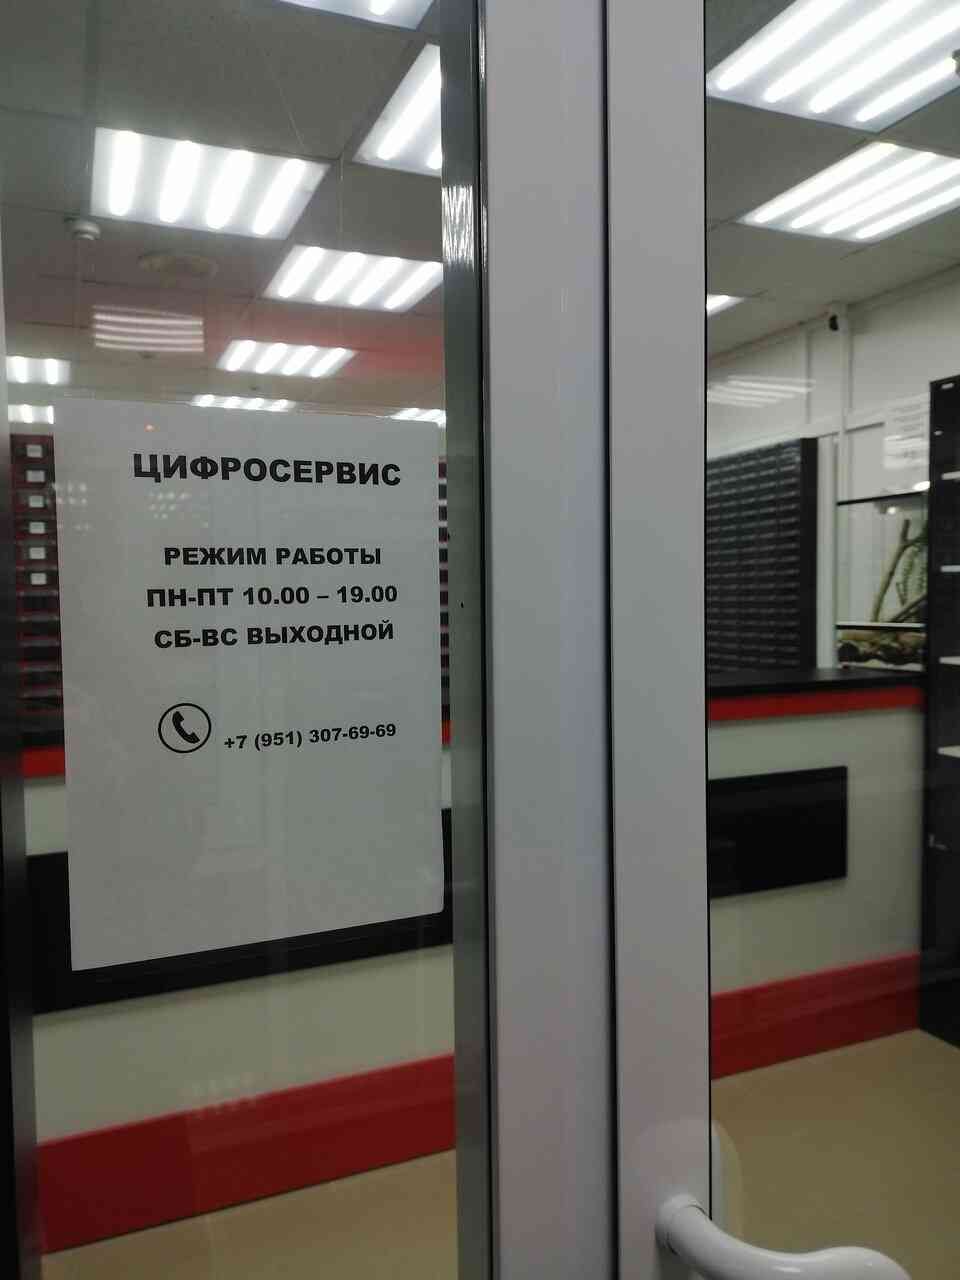 ЦИФРОСЕРВИС
РЕЖИМ РАБОТЫ
ПН-ПТ 10.00 – 19.00
СБ-ВС ВЫХОДНОЙ
+7 (951) 307-69-69